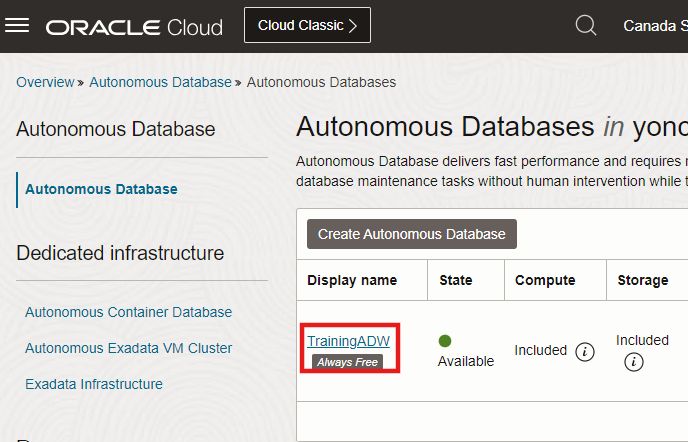 ORACLE Cloud
Cloud Classic
Canada S
Overview » Autonomous Database » Autonomous Databases
Autonomous Database
Autonomous Database
Dedicated infrastructure
Autonomous Container Database
Autonomous Exadata VM Cluster
Exadata Infrastructure
Autonomous Databases in yono
Autonomous Database delivers fast performance and requires
database maintenance tasks without human intervention while
Create Autonomous Database
Display name State Compute Storage
TrainingADW
Always Free
Available
Included
Included